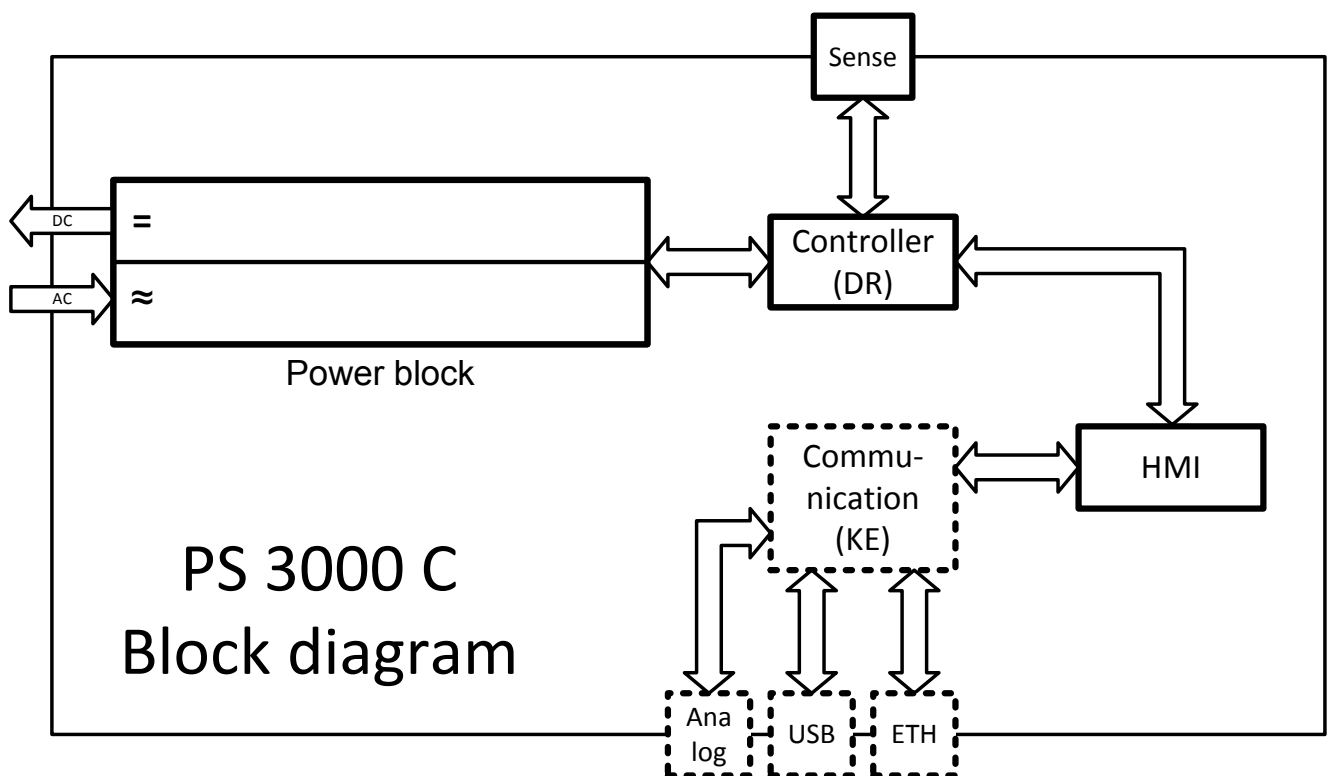 Sense
DC
=
AC
≈
Power block
Controller
(DR)
Commu-
nication
(KE)
HMI
PS 3000 C
Block diagram
Ana
log
USB
ETH